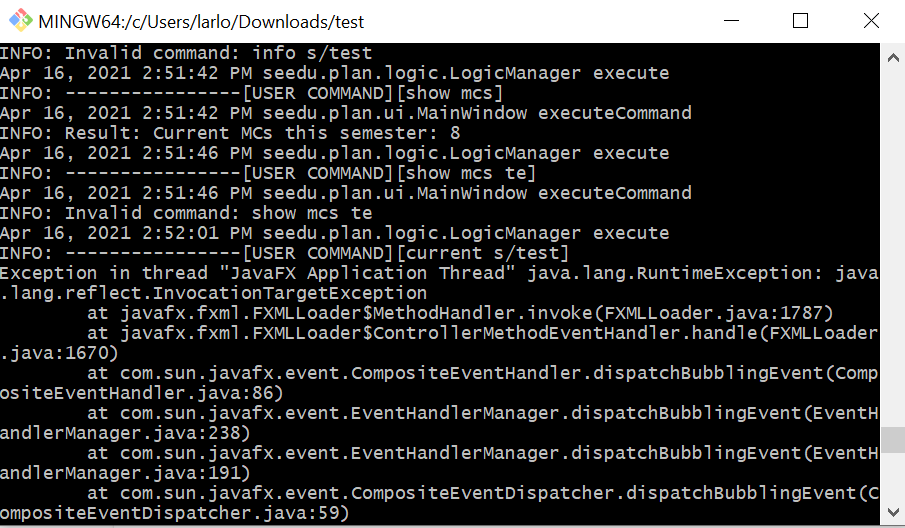 MINGW64:/c/Users/larlo/Downloads/test
INFO: Invalid command: info s/test
Apr 16, 2021 2:51:42 PM seedu.plan.logic.LogicManager execute
INFO: ----------------[USER COMMAND][show mcs]
Apr 16, 2021 2:51:42 PM seedu.plan.ui.MainWindow executeCommand
INFO: Result: Current MCs this semester: 8
Apr 16, 2021 2:51:46 PM seedu.plan.logic.LogicManager execute
INFO: ----------------[USER COMMAND][show mcs te]
Apr 16, 2021 2:51:46 PM seedu.plan.ui.MainWindow executeCommand
INFO: Invalid command: show mcs te
Apr 16, 2021 2:52:01 PM seedu.plan.logic.LogicManager execute
INFO: ----------------[USER COMMAND][current s/test]
Exception in thread "JavaFX Application Thread" java.lang.RuntimeException: java
.lang.reflect.InvocationTargetException
        at javafx.fxml.FXMLLoader$MethodHandler.invoke(FXMLLoader.java:1787)
        at javafx.fxml.FXMLLoader$ControllerMethodEventHandler.handle(FXMLLoader
.java:1670)
        at com.sun.javafx.event.CompositeEventHandler.dispatchBubblingEvent(Comp
ositeEventHandler.java:86)
        at com.sun.javafx.event.EventHandlerManager.dispatchBubblingEvent(EventH
andlerManager.java:238)
        at com.sun.javafx.event.EventHandlerManager.dispatchBubblingEvent(EventH
andlerManager.java:191)
        at com.sun.javafx.event.CompositeEventDispatcher.dispatchBubblingEvent(C
ompositeEventDispatcher.java:59)